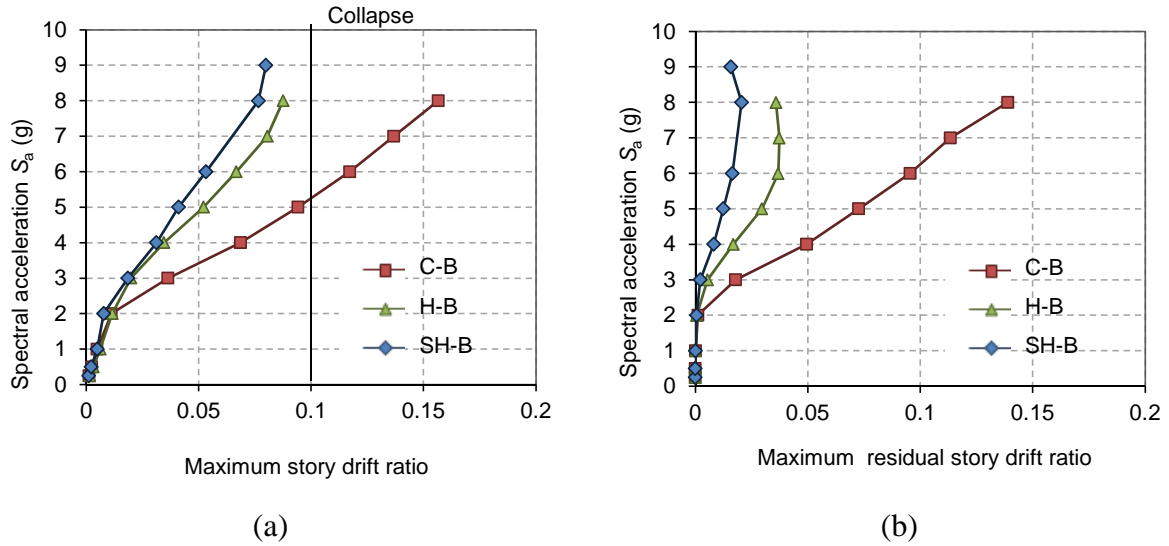 Collapse
10
9
8
7
6
5
4
3
2
1
0
0 0.05 0.1 0.15 0.2
Spectral acceleration Sa (g)
Maximum story drift ratio
C-B
H-B
SH-B
(a)
10
9
8
7
6
5
4
3
2
1
0
0 0.05 0.1 0.15 0.2
Spectral acceleration Sa (g)
Maximum residual story drift ratio
C-B
H-B
SH-B
(b)